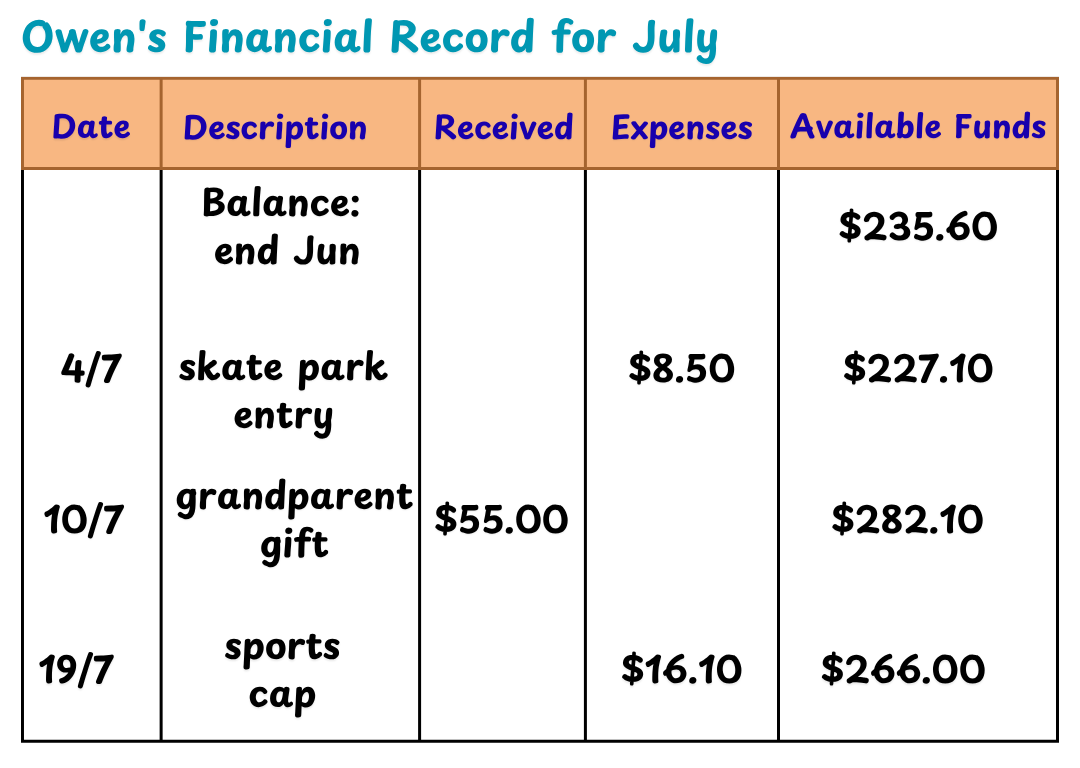 Owen's Financial Record for July
Date Description Received Expenses Available Funds
Balance:
end Jun
$235.60
4/7 skate park $8.50 $227.10
entry
grandparent
10/7 $55.00 $282.10
gift
sports
19/7 $16.10 $266.00
cap